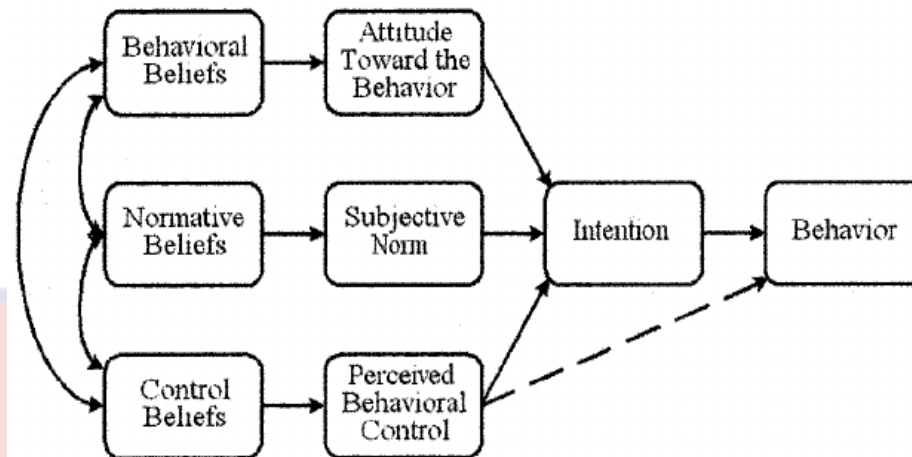 Behavioral
Beliefs
Attitude
Toward the
Behavior
Normative
Beliefs
Subjective
Norm
Intention
Behavior
Control
Beliefs
Perceived
Behavioral
Control